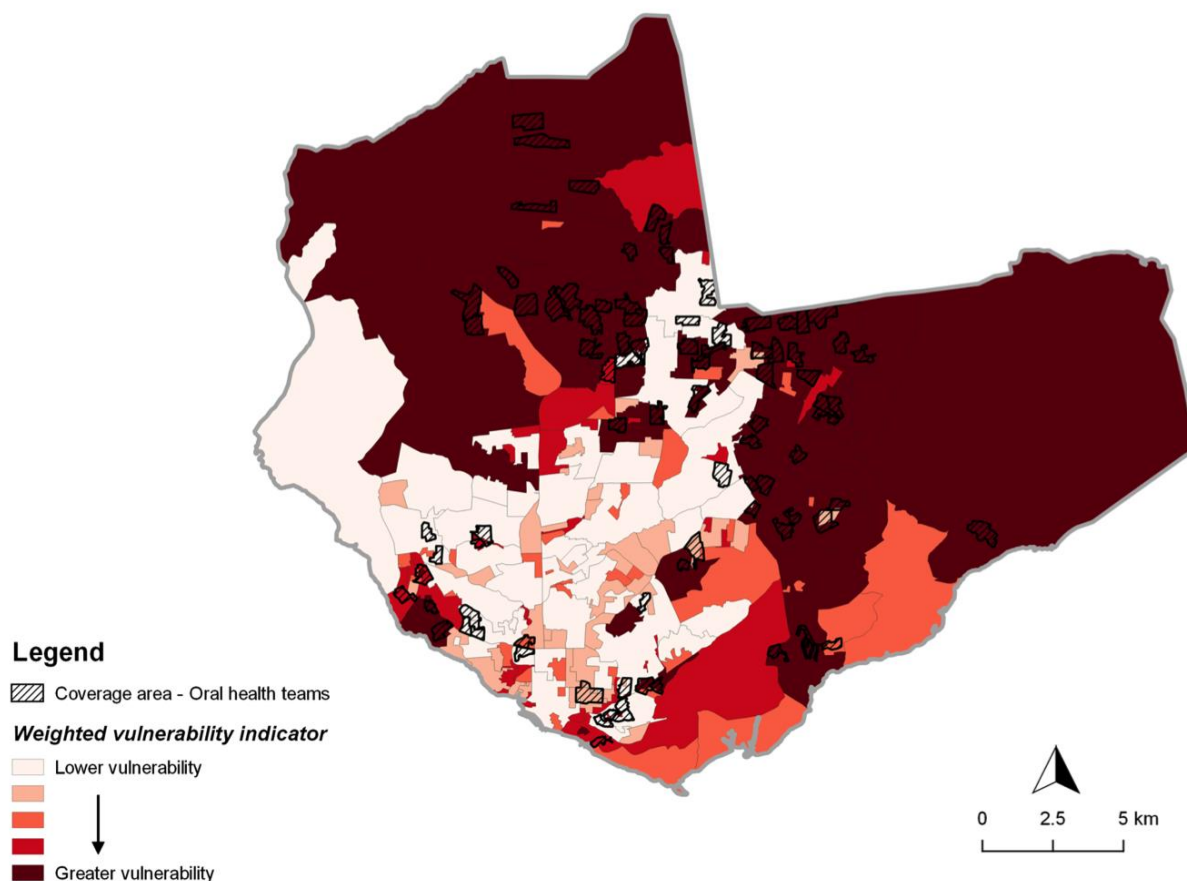 Legend
Coverage area - Oral health teams
Weighted vulnerability indicator
Lower vulnerability
Greater vulnerability
0 2.5 5 km